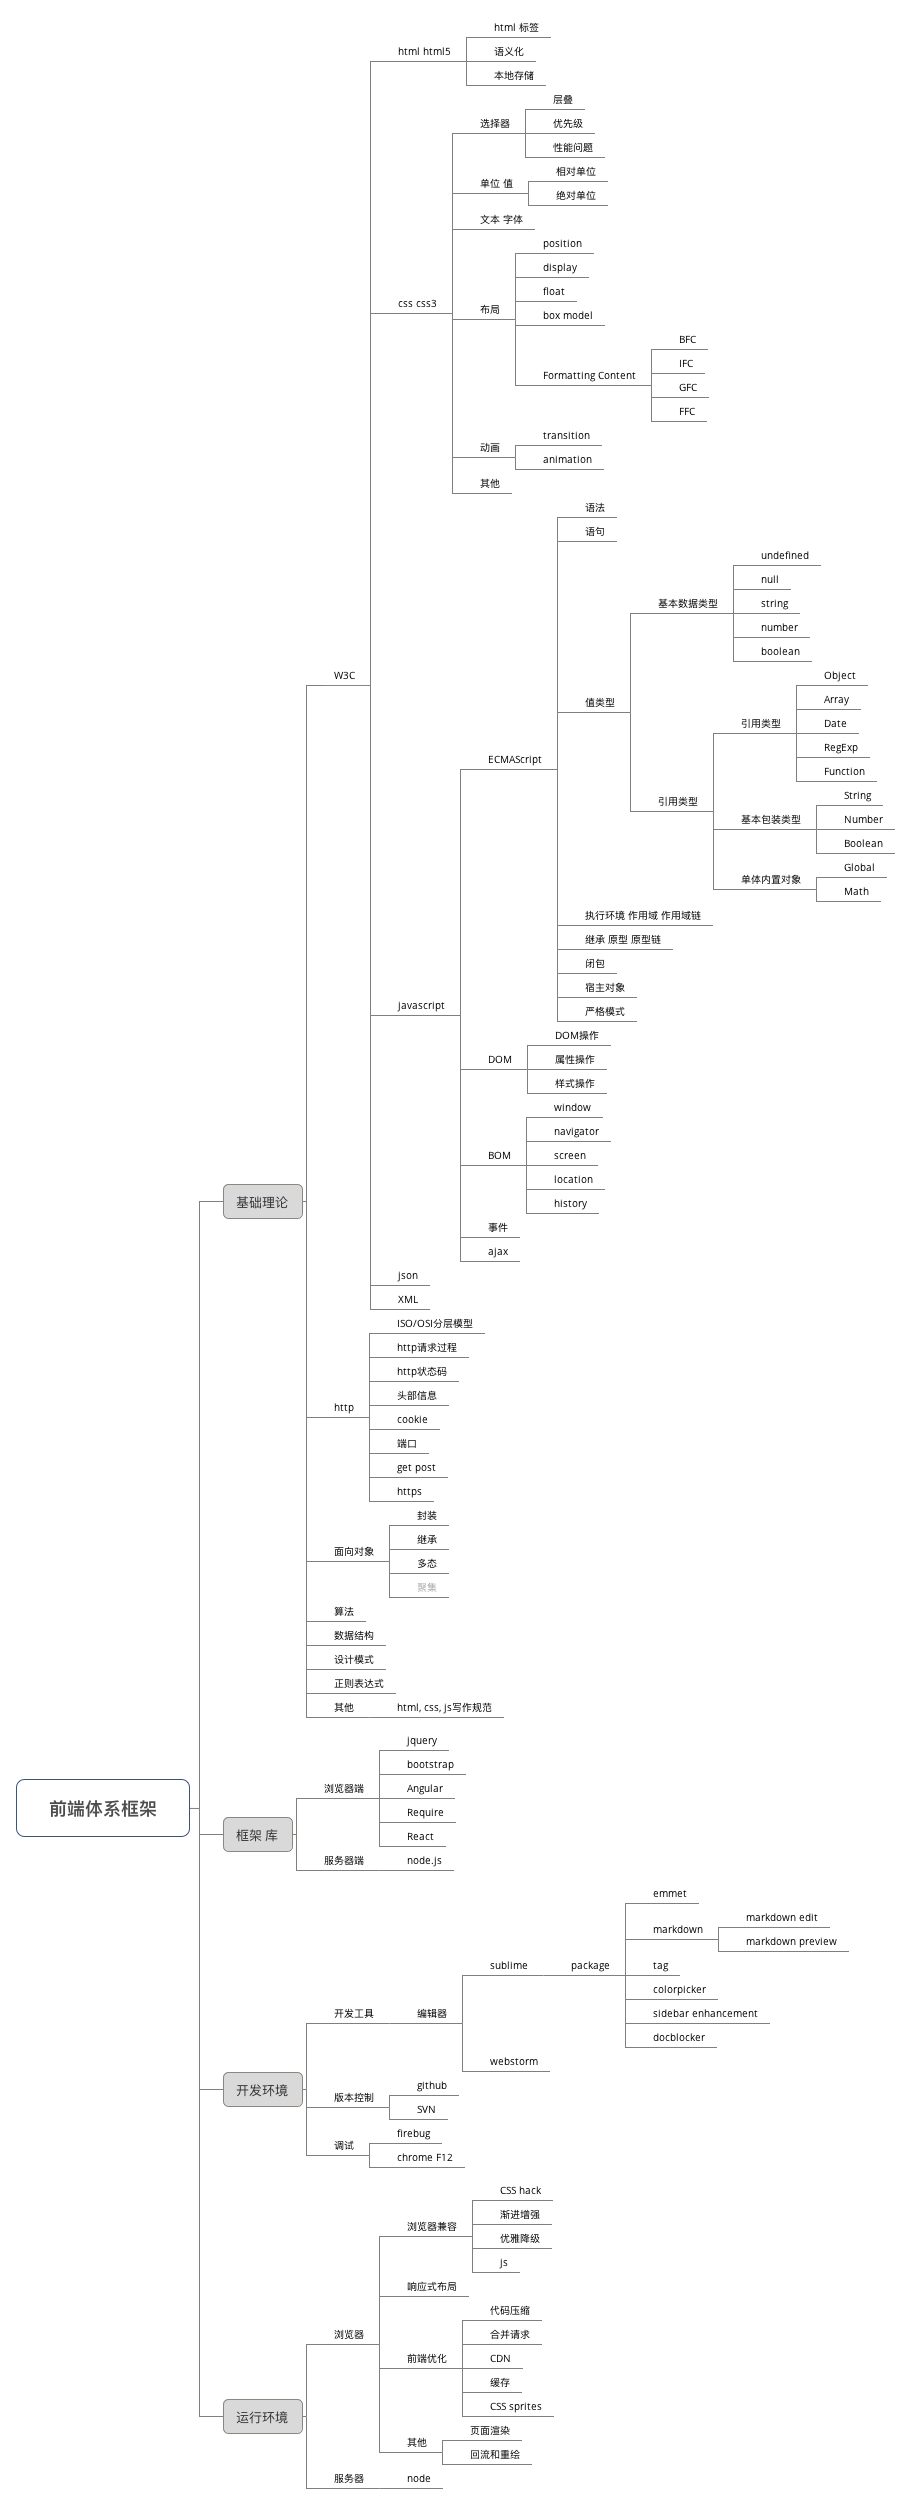 html 标签
html html5
语义化
本地存储
层叠
选择器
优先级
性能问题
相对单位
单位 值
绝对单位
文本 字体
position
display
float
css css3
布局
box model
BFC
IFC
Formatting Content
GFC
FFC
transition
动画
animation
其他
语法
语句
undefined
null
基本数据类型
string
number
boolean
W3C
Object
值类型
Array
引用类型
Date
RegExp
ECMAScript
Function
String
引用类型
基本包装类型
Number
Boolean
Global
单体内置对象
Math
执行环境 作用域 作用域链
继承 原型 原型链
闭包
宿主对象
javascript
严格模式
DOM操作
DOM
属性操作
样式操作
window
navigator
BOM
screen
location
基础理论
history
事件
ajax
json
XML
ISO/OSI分层模型
http请求过程
http状态码
头部信息
http
cookie
端口
get post
https
封装
继承
面向对象
多态
聚集
算法
数据结构
设计模式
正则表达式
其他
html, css, js写作规范
jquery
bootstrap
浏览器端
Angular
前端体系框架
Require
框架 库
React
服务器端
node.js
emmet
markdown
markdown edit
markdown preview
sublime
package
tag
colorpicker
开发工具
编辑器
sidebar enhancement
docblocker
webstorm
开发环境
github
版本控制
SVN
firebug
调试
chrome F12
CSS hack
渐进增强
浏览器兼容
优雅降级
js
响应式布局
代码压缩
浏览器
合并请求
前端优化
CDN
缓存
CSS sprites
运行环境
页面渲染
其他
回流和重绘
服务器
node